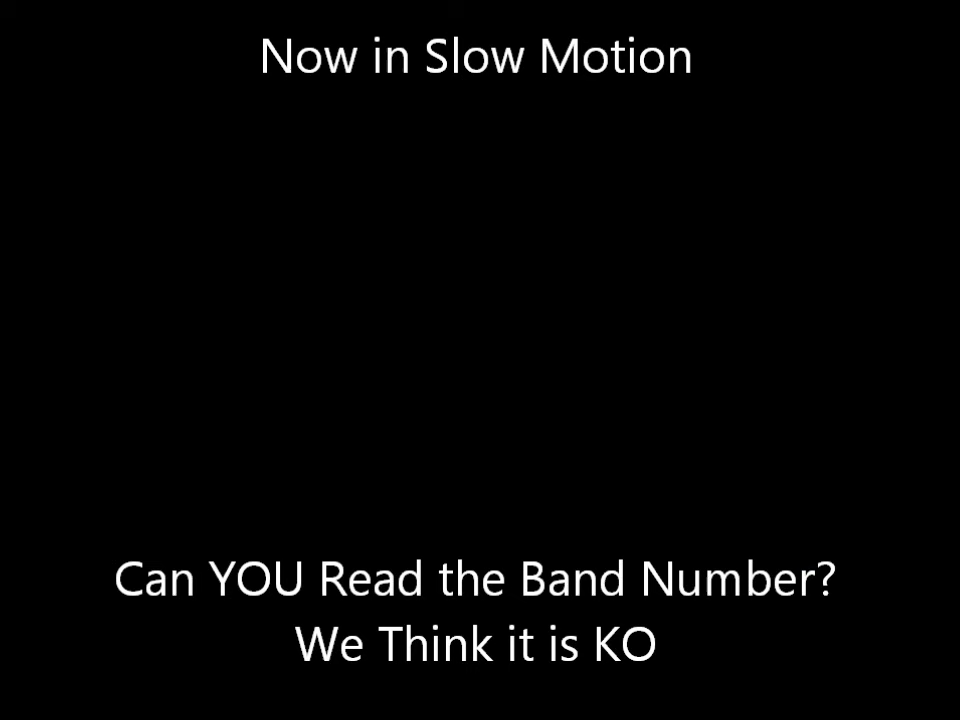 Now in Slow Motion
Can YOU Read the Band Number?
We Think it is KO